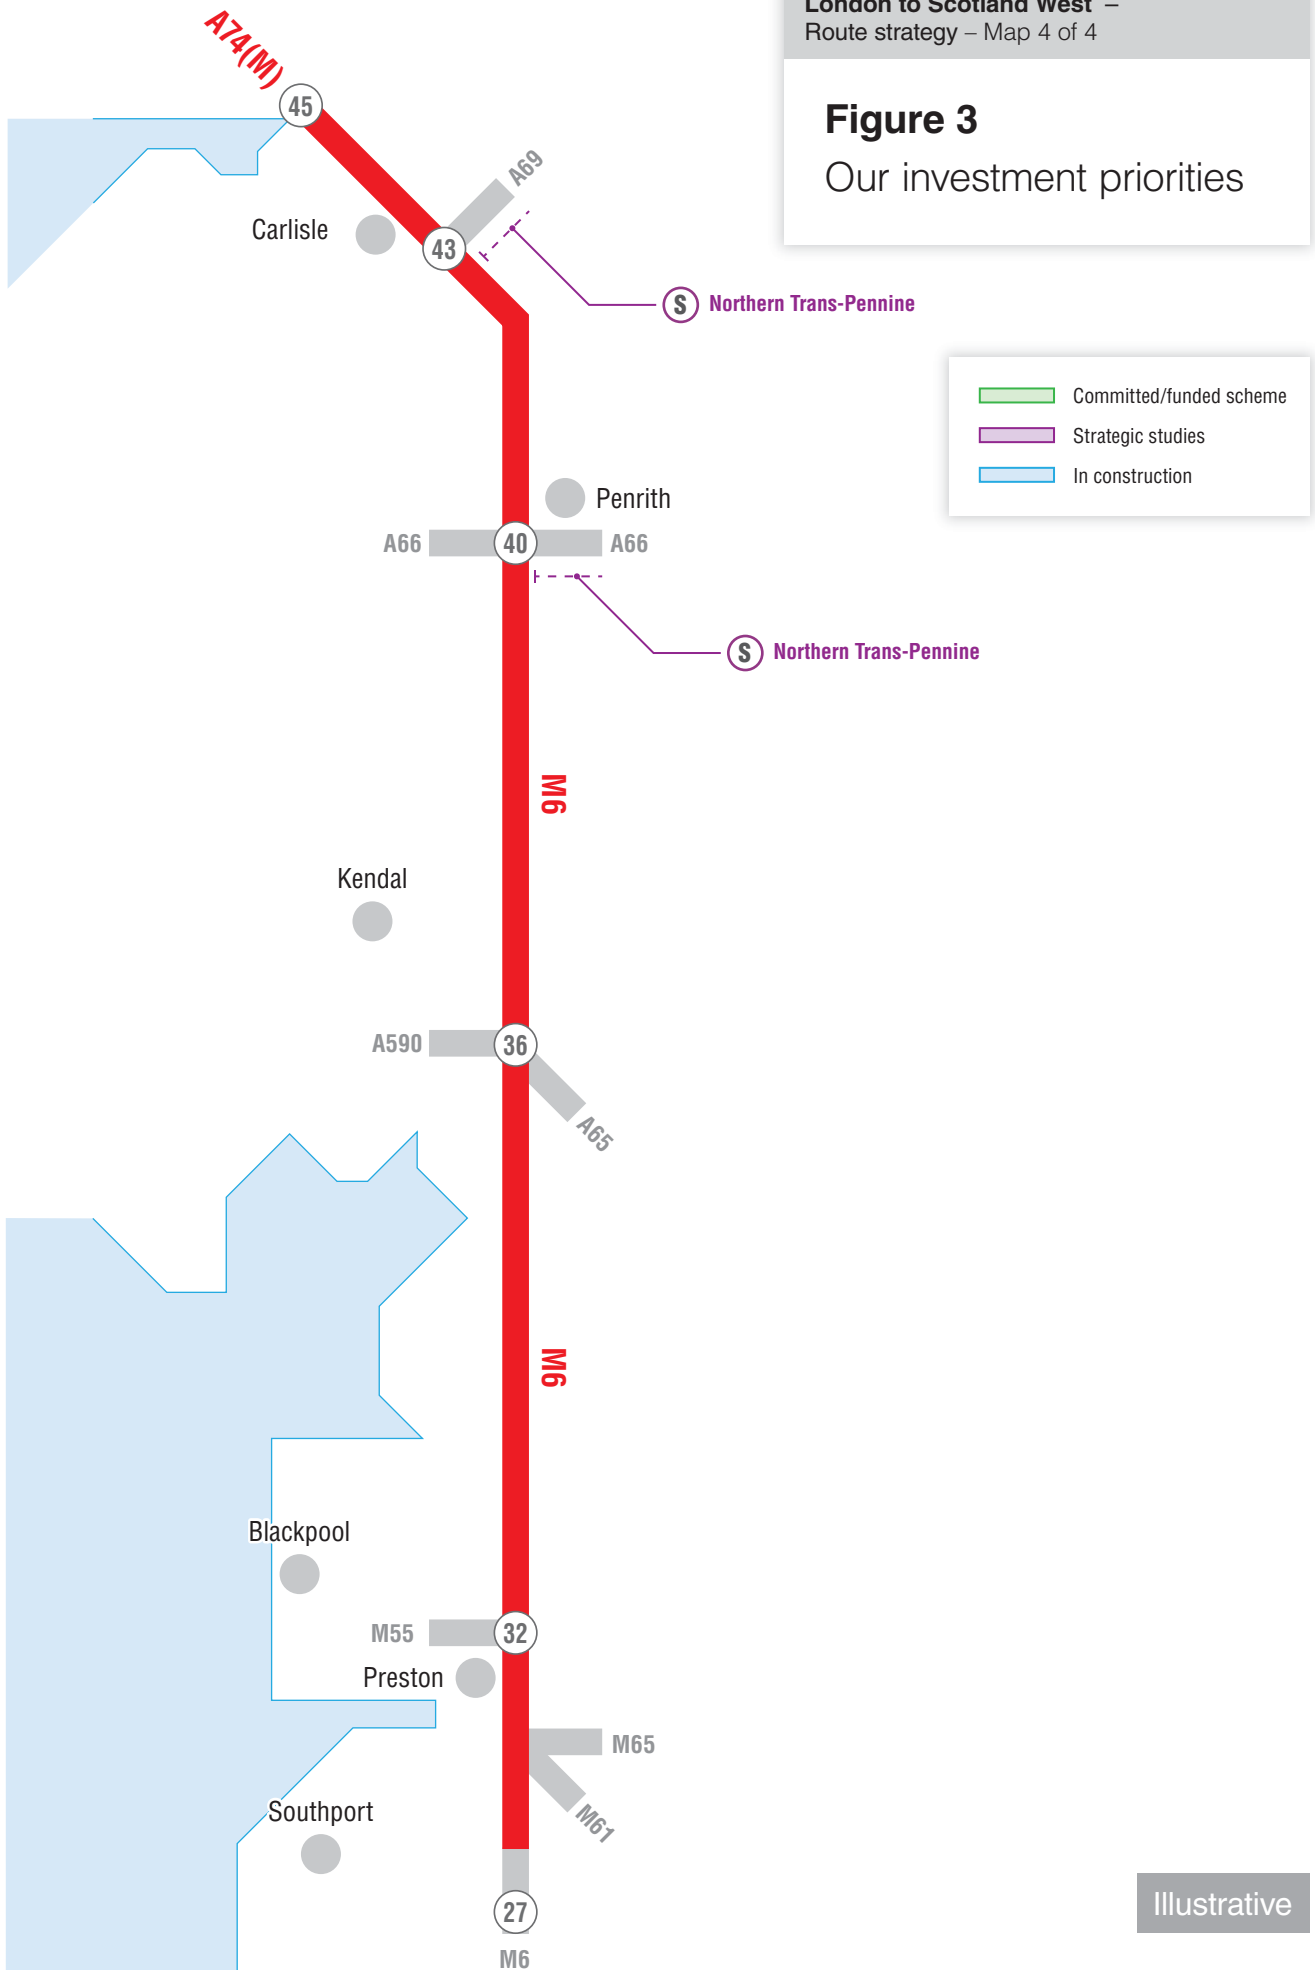 London to Scotland West –
Route strategy – Map 4 of 4
Figure 3
Our investment priorities
A74(M)
45
A69
Carlisle
43
S Northern Trans-Pennine
Committed/funded scheme
Strategic studies
In construction
Penrith
A66 40 A66
S Northern Trans-Pennine
M6
Kendal
A590 36
A65
M6
Blackpool
M55 32
Preston
M65
M61
Southport
27
M6
Illustrative